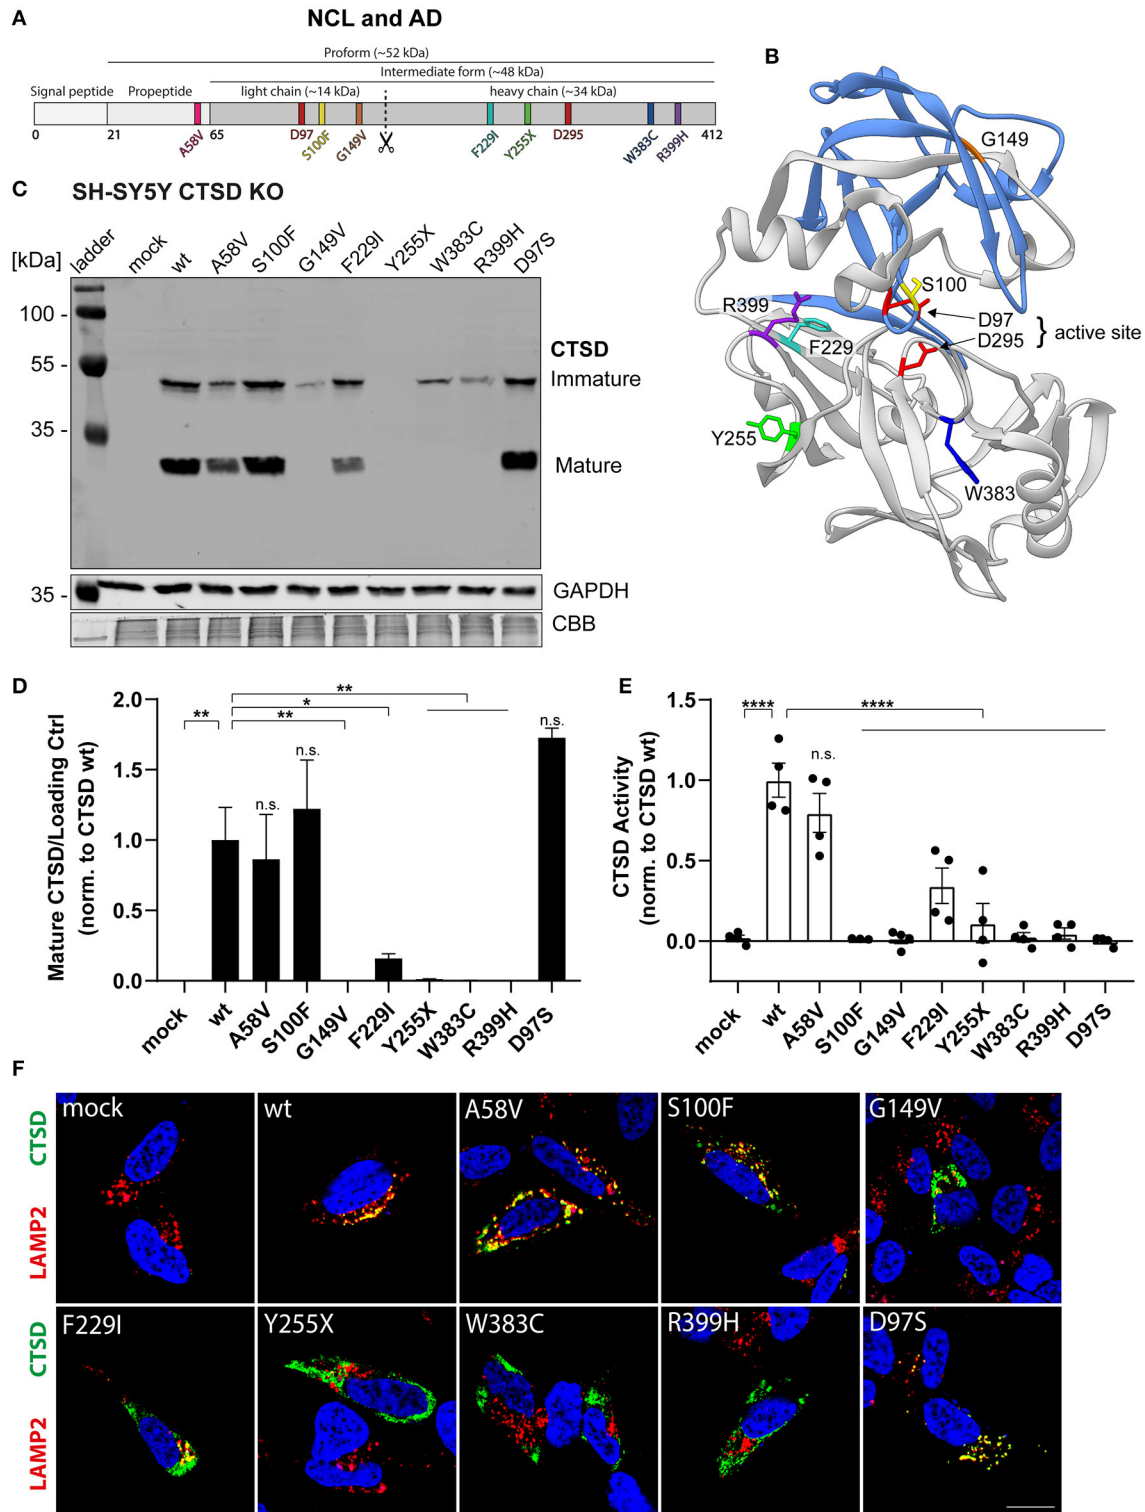 A
NCL and AD
Proform (~52 kDa)
Intermediate form (~48 kDa)
Signal peptide Propeptide light chain (~14 kDa) heavy chain (~34 kDa)
0 21 A58V 65 D97 S100F G149V F229I Y255X D295 W383C R399H 412
B
G149
S100
R399
D97
D295
} active site
F229
Y255
W383
C
SH-SY5Y CTSD KO
[kDa] ladder mock wt A58V S100F G149V F229I Y255X W383C R399H D97S
100 -
55 -
35 -
CTSD
Immature
Mature
35 -
GAPDH
CBB
D
Mature CTSD/Loading Ctrl
(norm. to CTSD wt)
2.0
1.5
1.0
0.5
0.0
** ** * ** n.s. n.s. n.s.
mock wt A58V S100F G149V F229I Y255X W383C R399H D97S
E
CTSD Activity
(norm. to CTSD wt)
1.5
1.0
0.5
0.0
**** **** n.s.
mock wt A58V S100F G149V F229I Y255X W383C R399H D97S
F
LAMP2 CTSD
mock wt A58V S100F G149V
LAMP2 CTSD
F229I Y255X W383C R399H D97S